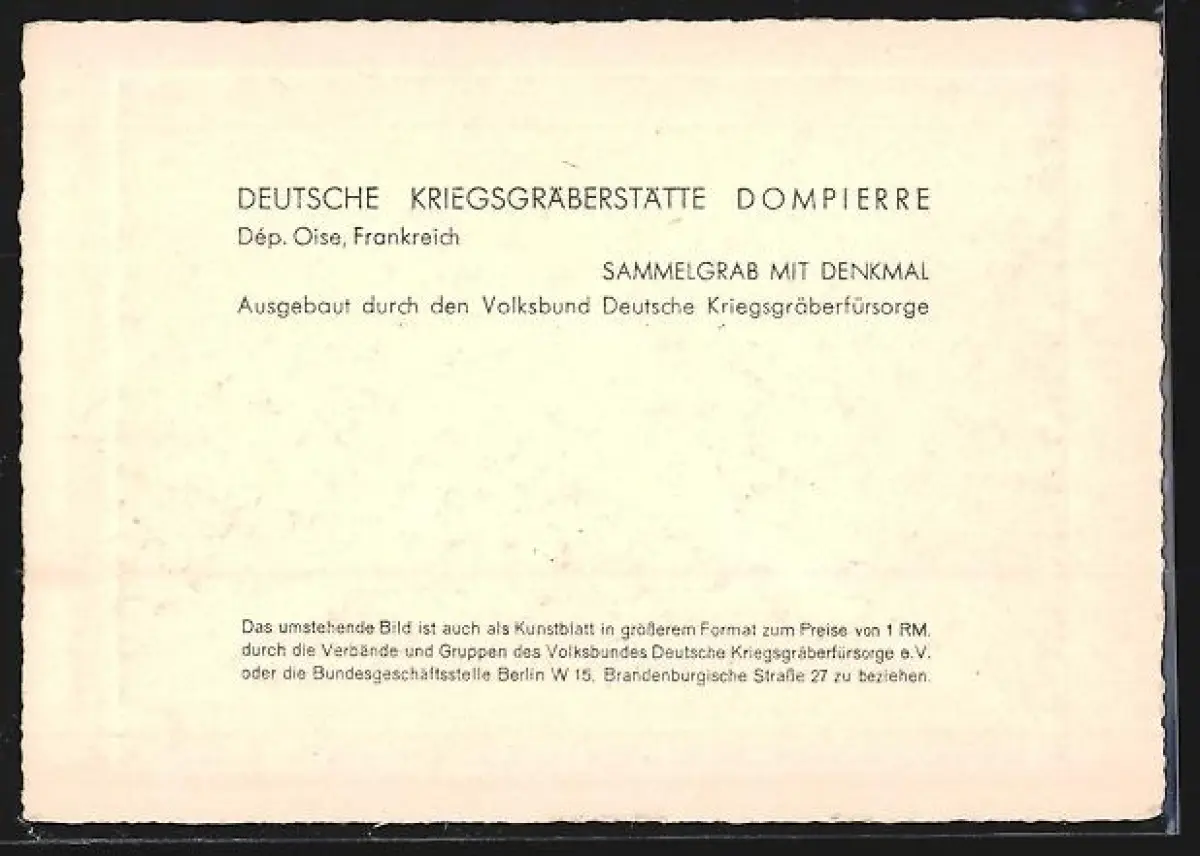 DEUTSCHE KRIEGSGRÄBERSTÄTTE DOMPIERRE
Dép. Oise, Frankreich
SAMMELGRAB MIT DENKMAL
Ausgebaut durch den Volksbund Deutsche Kriegsgräberfürsorge
Das umstehende Bild ist auch als Kunstblatt in größerem Format zum Preise von 1 RM.
durch die Verbände und Gruppen des Volksbundes Deutsche Kriegsgräberfürsorge e.V.
oder die Bundesgeschäftsstelle Berlin W 15, Brandenburgische Straße 27 zu beziehen.